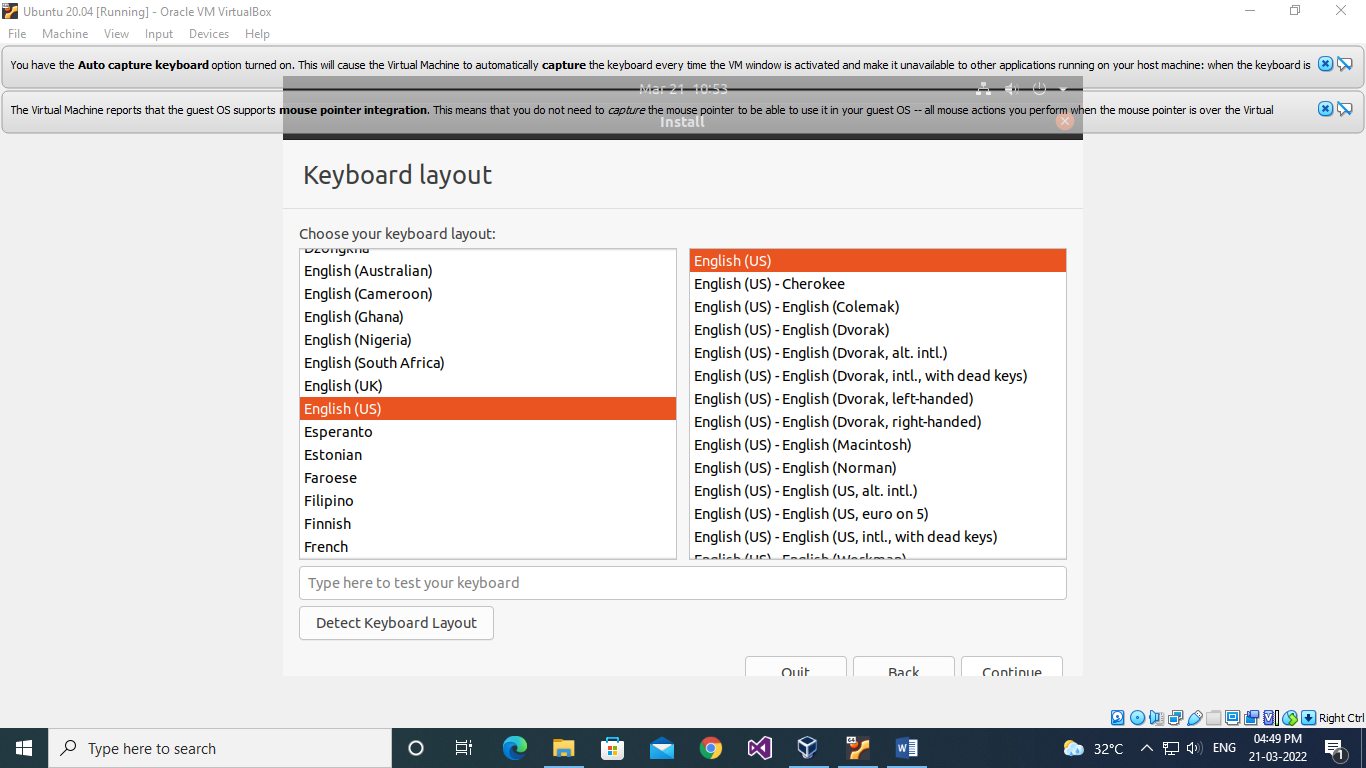 Ubuntu 20.04 [Running] - Oracle VM VirtualBox
File Machine View Input Devices Help
You have the Auto capture keyboard option turned on. This will cause the Virtual Machine to automatically capture the keyboard every time the VM window is activated and make it unavailable to other applications running on your host machine: when the keyboard is
Mar 21 10:53
The Virtual Machine reports that the guest OS supports mouse pointer integration. This means that you do not need to capture the mouse pointer to be able to use it in your guest OS -- all mouse actions you perform when the mouse pointer is over the Virtual
Install
Keyboard layout
Choose your keyboard layout:
Dzongkha
English (Australian)
English (Cameroon)
English (Ghana)
English (Nigeria)
English (South Africa)
English (UK)
English (US)
Esperanto
Estonian
Faroese
Filipino
Finnish
French
English (US)
English (US) - Cherokee
English (US) - English (Colemak)
English (US) - English (Dvorak)
English (US) - English (Dvorak, alt. intl.)
English (US) - English (Dvorak, intl., with dead keys)
English (US) - English (Dvorak, left-handed)
English (US) - English (Dvorak, right-handed)
English (US) - English (Macintosh)
English (US) - English (Norman)
English (US) - English (US, alt. intl.)
English (US) - English (US, euro on 5)
English (US) - English (US, intl., with dead keys)
English (US) - English (Workman)
Type here to test your keyboard
Detect Keyboard Layout
Quit Back Continue
Right Ctrl
Type here to search
32°C ENG
04:49 PM
21-03-2022
1